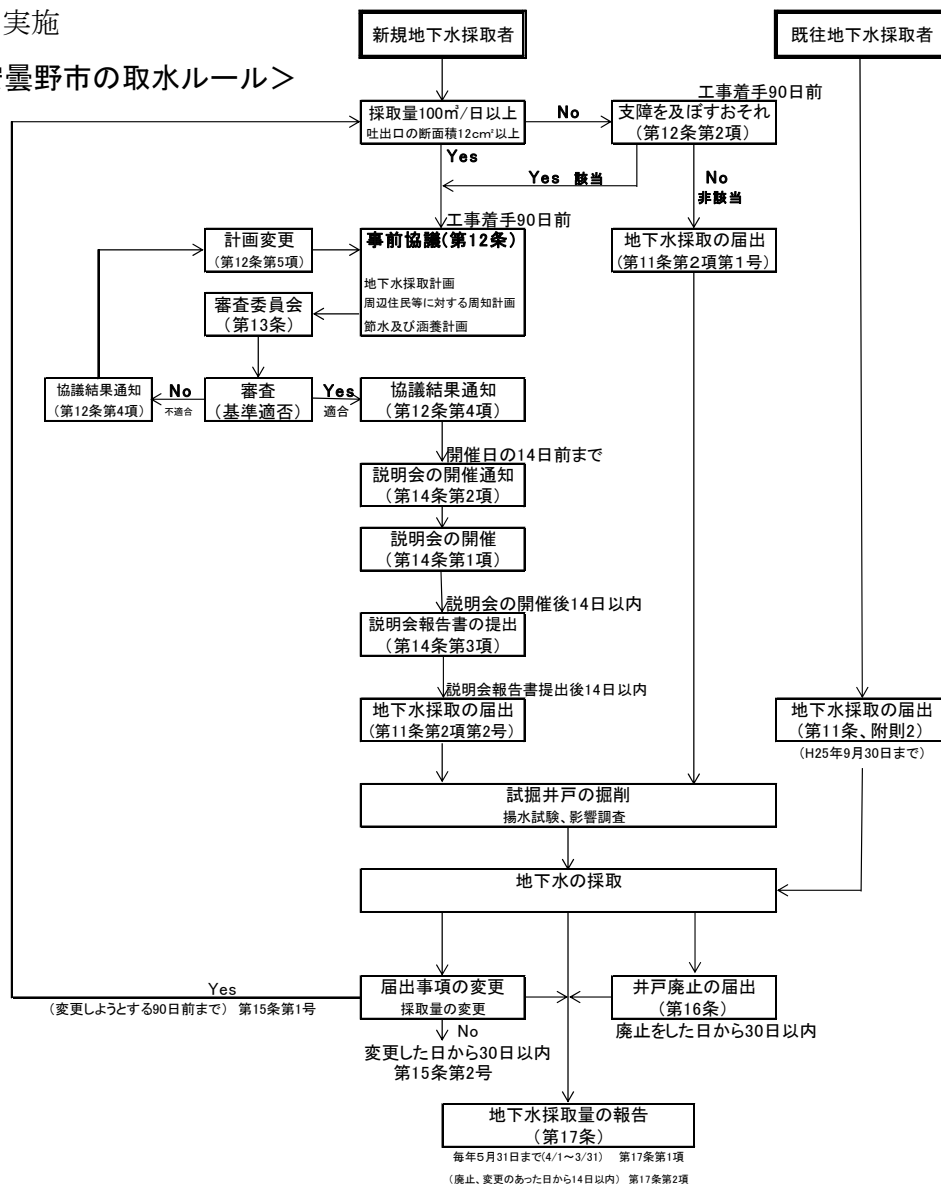 実施
曇野市の取水ルール＞
新規地下水採取者
既往地下水採取者
採取量100㎥/日以上
吐出口の断面積12c㎡以上
No
工事着手90日前
支障を及ぼすおそれ
(第12条第2項)
Yes
Yes 該当
No
非該当
工事着手90日前
計画変更
(第12条第5項)
事前協議(第12条)
地下水採取計画
周辺住民等に対する周知計画
節水及び涵養計画
地下水採取の届出
(第11条第2項第1号)
審査委員会
(第13条)
協議結果通知
(第12条第4項)
No
不適合
審査
(基準適否)
Yes
適合
協議結果通知
(第12条第4項)
開催日の14日前まで
説明会の開催通知
(第14条第2項)
説明会の開催
(第14条第1項)
説明会の開催後14日以内
説明会報告書の提出
(第14条第3項)
説明会報告書提出後14日以内
地下水採取の届出
(第11条第2項第2号)
地下水採取の届出
(第11条、附則2)
(H25年9月30日まで)
試掘井戸の掘削
揚水試験、影響調査
地下水の採取
Yes
(変更しようとする90日前まで) 第15条第1号
届出事項の変更
採取量の変更
井戸廃止の届出
(第16条)
廃止をした日から30日以内
No
変更した日から30日以内
第15条第2号
地下水採取量の報告
(第17条)
毎年5月31日まで(4/1～3/31) 第17条第1項
(廃止、変更のあった日から14日以内) 第17条第2項